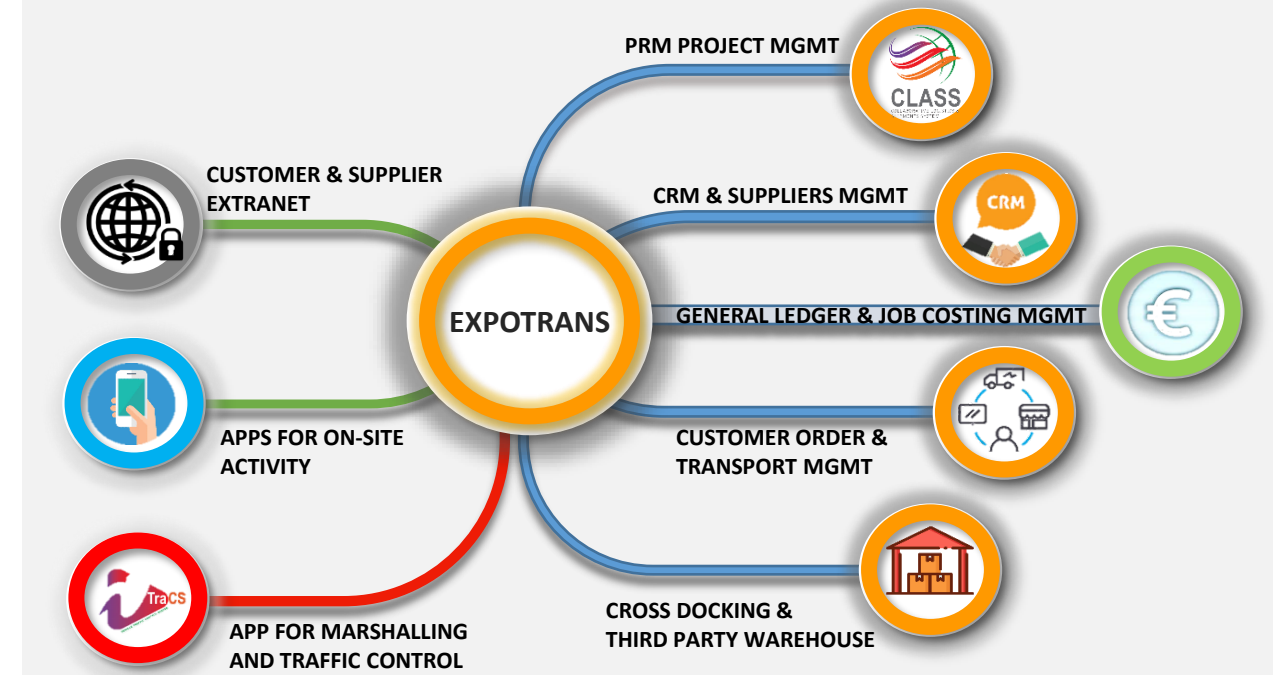 PRM PROJECT MGMT
CLASS
CUSTOMER & SUPPLIER
EXTRANET
CRM & SUPPLIERS MGMT
CRM
EXPOTRANS
GENERAL LEDGER & JOB COSTING MGMT
€
APPS FOR ON-SITE
ACTIVITY
CUSTOMER ORDER &
TRANSPORT MGMT
iTraCS
APP FOR MARSHALLING
AND TRAFFIC CONTROL
CROSS DOCKING &
THIRD PARTY WAREHOUSE